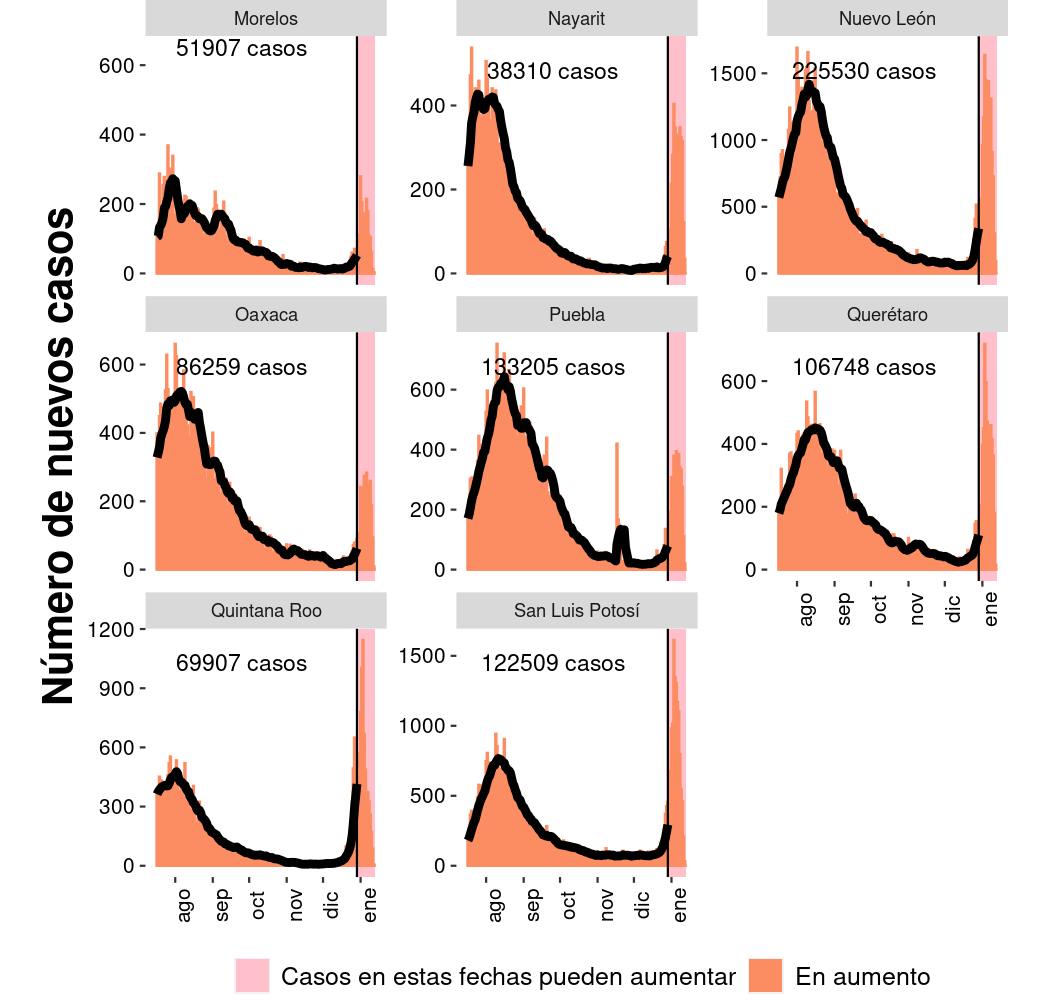 Número de nuevos casos
Morelos
51907 casos
600
400
200
0
Nayarit
38310 casos
400
200
0
Nuevo León
225530 casos
1500
1000
500
0
Oaxaca
86259 casos
600
400
200
0
Puebla
133205 casos
600
400
200
0
Querétaro
106748 casos
600
400
200
0
ago sep oct nov dic ene
Quintana Roo
69907 casos
1200
900
600
300
0
ago sep oct nov dic ene
San Luis Potosí
122509 casos
1500
1000
500
0
ago sep oct nov dic ene
Casos en estas fechas pueden aumentar En aumento